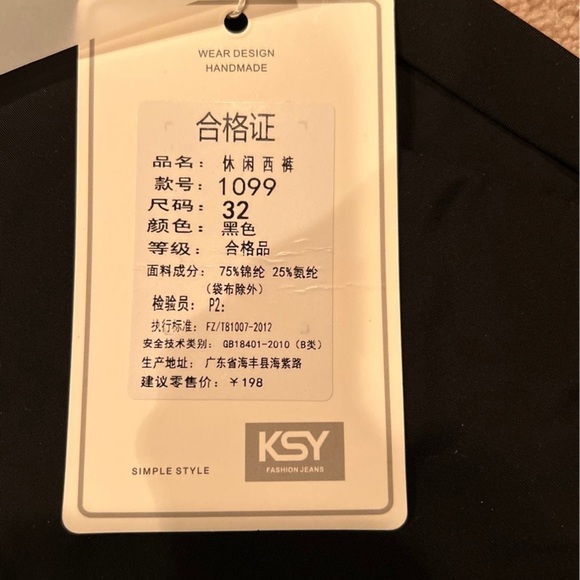 WEAR DESIGN
HANDMADE
合格证
品名：休闲西裤
款号：1099
尺码：32
颜色：黑色
等级：合格品
面料成分：75%锦纶 25%氨纶
（袋布除外）
检验员：P2；
执行标准：FZ/T81007-2012
安全技术类别：GB18401-2010（B类）
生产地址：广东省海丰县海紫路
建议零售价：￥198
KSY
FASHION JEANS
SIMPLE STYLE